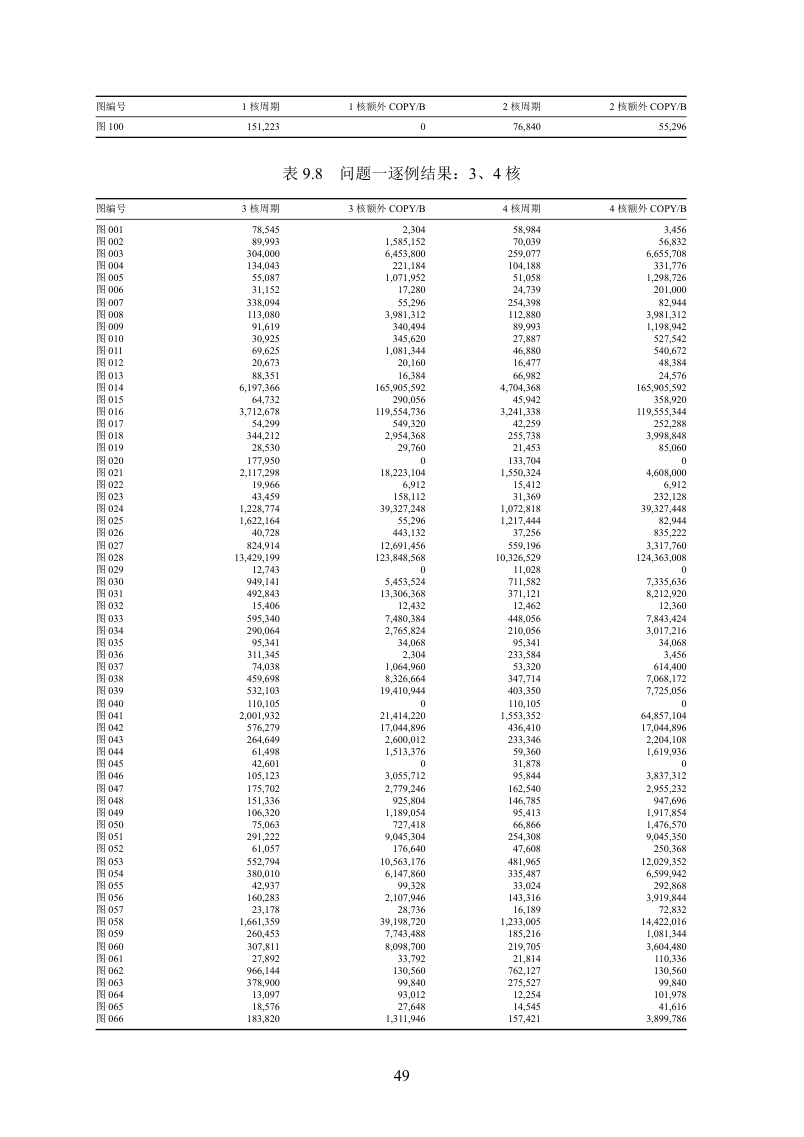 图编号 1 核周期 1 核额外 COPY/B 2 核周期 2 核额外 COPY/B
图 100 151,223 0 76,840 55,296
表 9.8 问题一逐例结果：3、4 核
图编号 3 核周期 3 核额外 COPY/B 4 核周期 4 核额外 COPY/B
图 001 78,545 2,304 58,984 3,456
图 002 89,993 1,585,152 70,039 56,832
图 003 304,000 6,453,800 259,077 6,655,708
图 004 134,043 221,184 104,188 331,776
图 005 55,087 1,071,952 51,058 1,298,726
图 006 31,152 17,280 24,739 201,000
图 007 338,094 55,296 254,398 82,944
图 008 113,080 3,981,312 112,880 3,981,312
图 009 91,619 340,494 89,993 1,198,942
图 010 30,925 345,620 27,887 527,542
图 011 69,625 1,081,344 46,880 540,672
图 012 20,673 20,160 16,477 48,384
图 013 88,351 16,384 66,982 24,576
图 014 6,197,366 165,905,592 4,704,368 165,905,592
图 015 64,732 290,056 45,942 358,920
图 016 3,712,678 119,554,736 3,241,338 119,555,344
图 017 54,299 549,320 42,259 252,288
图 018 344,212 2,954,368 255,738 3,998,848
图 019 28,530 29,760 21,453 85,060
图 020 177,950 0 133,704 0
图 021 2,117,298 18,223,104 1,550,324 4,608,000
图 022 19,966 6,912 15,412 6,912
图 023 43,459 158,112 31,369 232,128
图 024 1,228,774 39,327,248 1,072,818 39,327,448
图 025 1,622,164 55,296 1,217,444 82,944
图 026 40,728 443,132 37,256 835,222
图 027 824,914 12,691,456 559,196 3,317,760
图 028 13,429,199 123,848,568 10,326,529 124,363,008
图 029 12,743 0 11,028 0
图 030 949,141 5,453,524 711,582 7,335,636
图 031 492,843 13,306,368 371,121 8,212,920
图 032 15,406 12,432 12,462 12,360
图 033 595,340 7,480,384 448,056 7,843,424
图 034 290,064 2,765,824 210,056 3,017,216
图 035 95,341 34,068 95,341 34,068
图 036 311,345 2,304 233,584 3,456
图 037 74,038 1,064,960 53,320 614,400
图 038 459,698 8,326,664 347,714 7,068,172
图 039 532,103 19,410,944 403,350 7,725,056
图 040 110,105 0 110,105 0
图 041 2,001,932 21,414,220 1,553,352 64,857,104
图 042 576,279 17,044,896 436,410 17,044,896
图 043 264,649 2,600,012 233,346 2,204,108
图 044 61,498 1,513,376 59,360 1,619,936
图 045 42,601 0 31,878 0
图 046 105,123 3,055,712 95,844 3,837,312
图 047 175,702 2,779,246 162,540 2,955,232
图 048 151,336 925,804 146,785 947,696
图 049 106,320 1,189,054 95,413 1,917,854
图 050 75,063 727,418 66,866 1,476,570
图 051 291,222 9,045,304 254,308 9,045,350
图 052 61,057 176,640 47,608 250,368
图 053 552,794 10,563,176 481,965 12,029,352
图 054 380,010 6,147,860 335,487 6,599,942
图 055 42,937 99,328 33,024 292,868
图 056 160,283 2,107,946 143,316 3,919,844
图 057 23,178 28,736 16,189 72,832
图 058 1,661,359 39,198,720 1,233,005 14,422,016
图 059 260,453 7,743,488 185,216 1,081,344
图 060 307,811 8,098,700 219,705 3,604,480
图 061 27,892 33,792 21,814 110,336
图 062 966,144 130,560 762,127 130,560
图 063 378,900 99,840 275,527 99,840
图 064 13,097 93,012 12,254 101,978
图 065 18,576 27,648 14,545 41,616
图 066 183,820 1,311,946 157,421 3,899,786
49